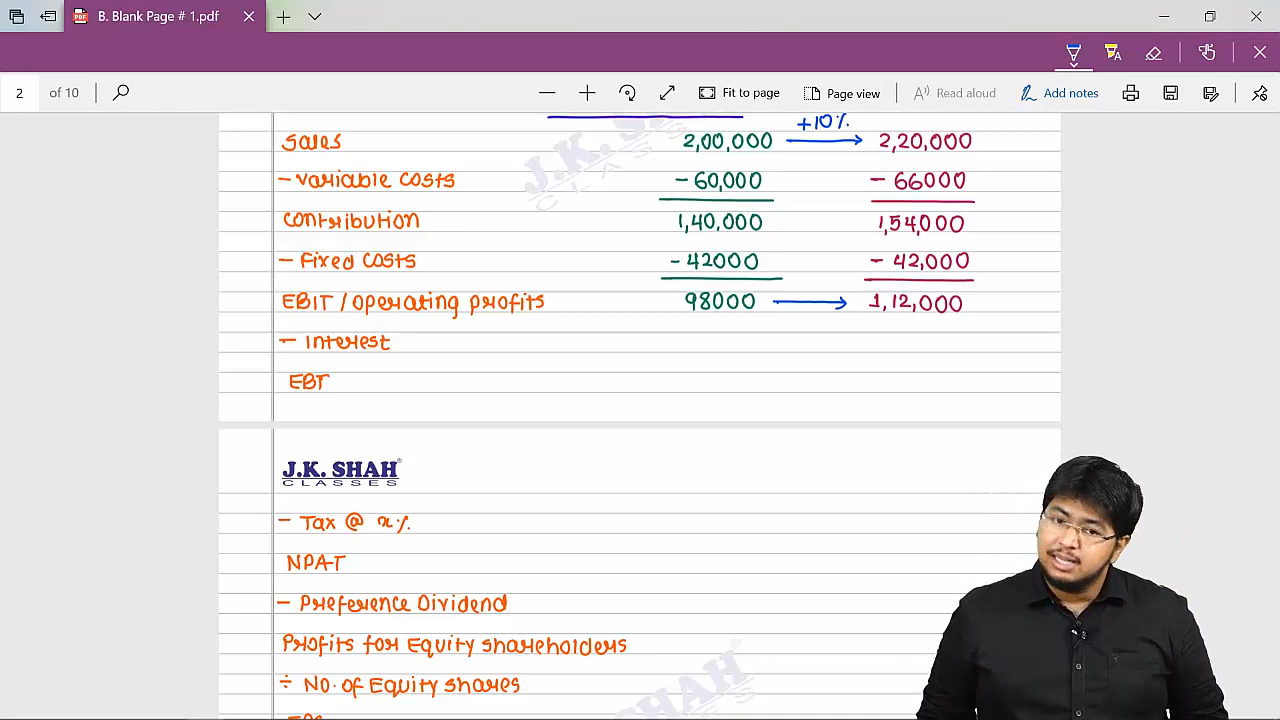 B. Blank Page # 1.pdf
2 of 10 Fit to page Page view Read aloud Add notes
+10%
Sales 2,00,000 2,20,000
- Variable Costs - 60,000 - 66000
Contribution 1,40,000 1,54,000
- Fixed Costs - 42000 - 42,000
EBIT / Operating profits 98000 1,12,000
- Interest
EBT
J.K. SHAH
CLASSES
- Tax @ x%
NPAT
- Preference Dividend
Profits for Equity shareholders
÷ No. of Equity shares
J.K. SHAH